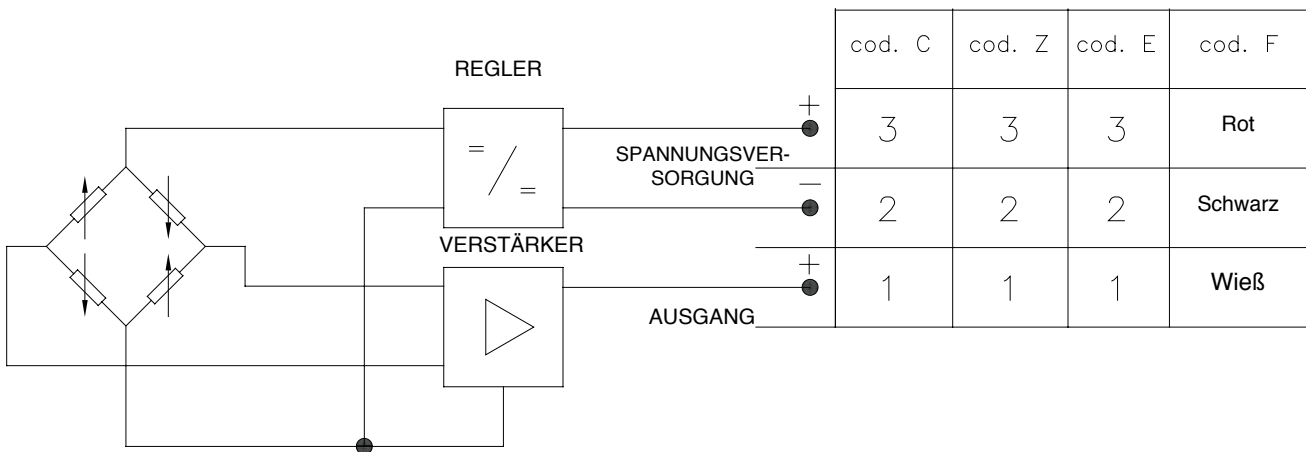 cod. C cod. Z cod. E cod. F
REGLER
+ 3 3 3 Rot
SPANNUNGSVER-
SORGUNG
− 2 2 2 Schwarz
VERSTÄRKER
+ 1 1 1 Wieß
AUSGANG
= / =